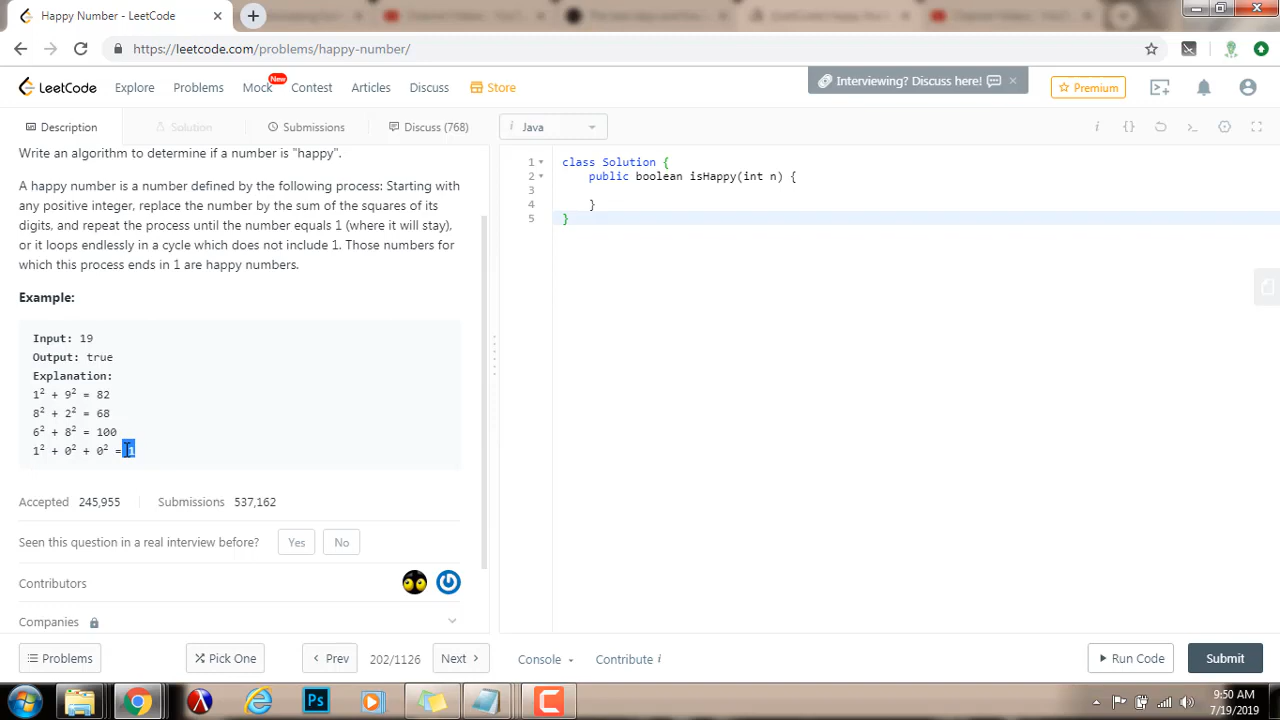 Happy Number - LeetCode
https://leetcode.com/problems/happy-number/
LeetCode
Explore
Problems
Mock
New
Contest
Articles
Discuss
Store
Interviewing? Discuss here!
Premium
Description
Solution
Submissions
Discuss (768)
i Java
Write an algorithm to determine if a number is "happy".
A happy number is a number defined by the following process: Starting with
any positive integer, replace the number by the sum of the squares of its
digits, and repeat the process until the number equals 1 (where it will stay),
or it loops endlessly in a cycle which does not include 1. Those numbers for
which this process ends in 1 are happy numbers.
Example:
Input: 19
Output: true
Explanation:
1² + 9² = 82
8² + 2² = 68
6² + 8² = 100
1² + 0² + 0² = 1
Accepted 245,955
Submissions 537,162
Seen this question in a real interview before?
Yes
No
Contributors
Companies
Problems
Pick One
Prev
202/1126
Next
1 class Solution {
2 public boolean isHappy(int n) {
3
4 }
5 }
Console
Contribute i
Run Code
Submit
Ps
9:50 AM
7/19/2019